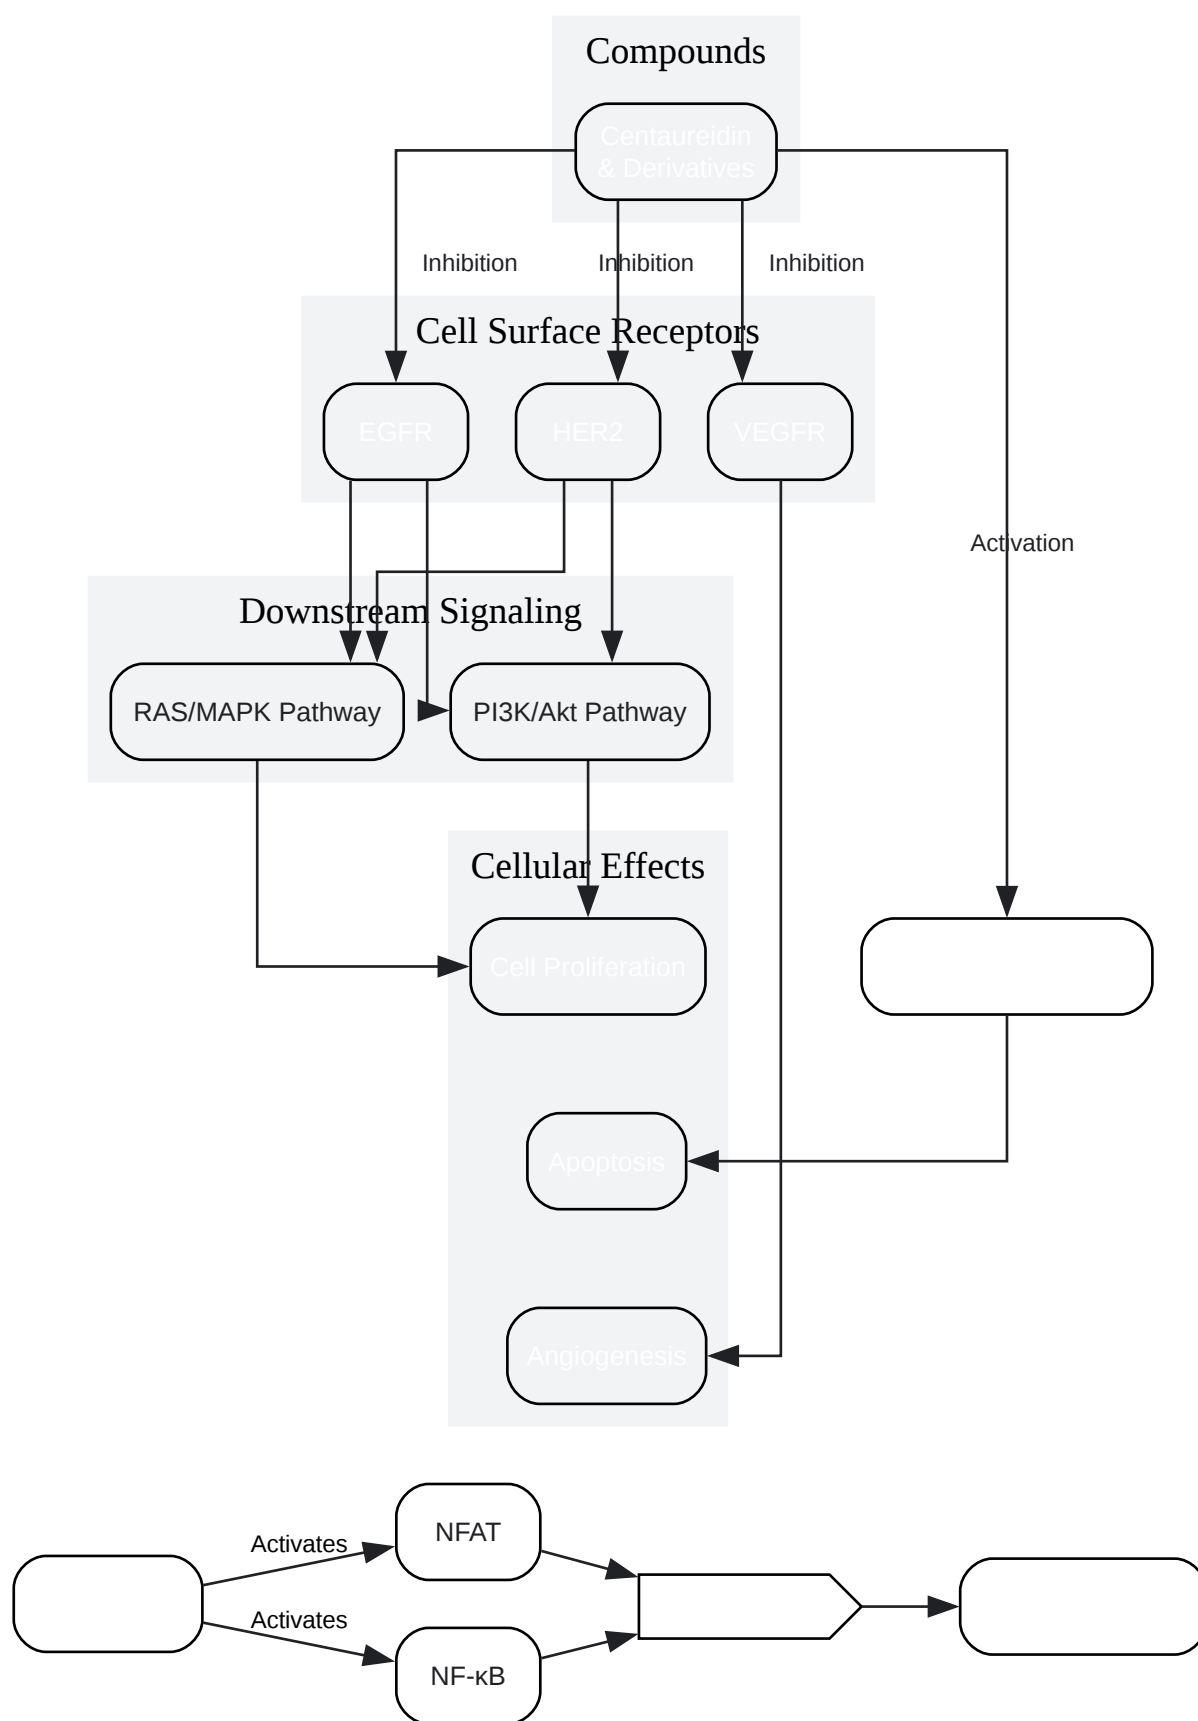 Compounds
Centaureidin
& Derivatives
Inhibition
Inhibition
Inhibition
Cell Surface Receptors
EGFR
HER2
VEGFR
Activation
Downstream Signaling
RAS/MAPK Pathway
PI3K/Akt Pathway
Cellular Effects
Cell Proliferation
Apoptosis
Angiogenesis
NFAT
Activates
Activates
NF-κB